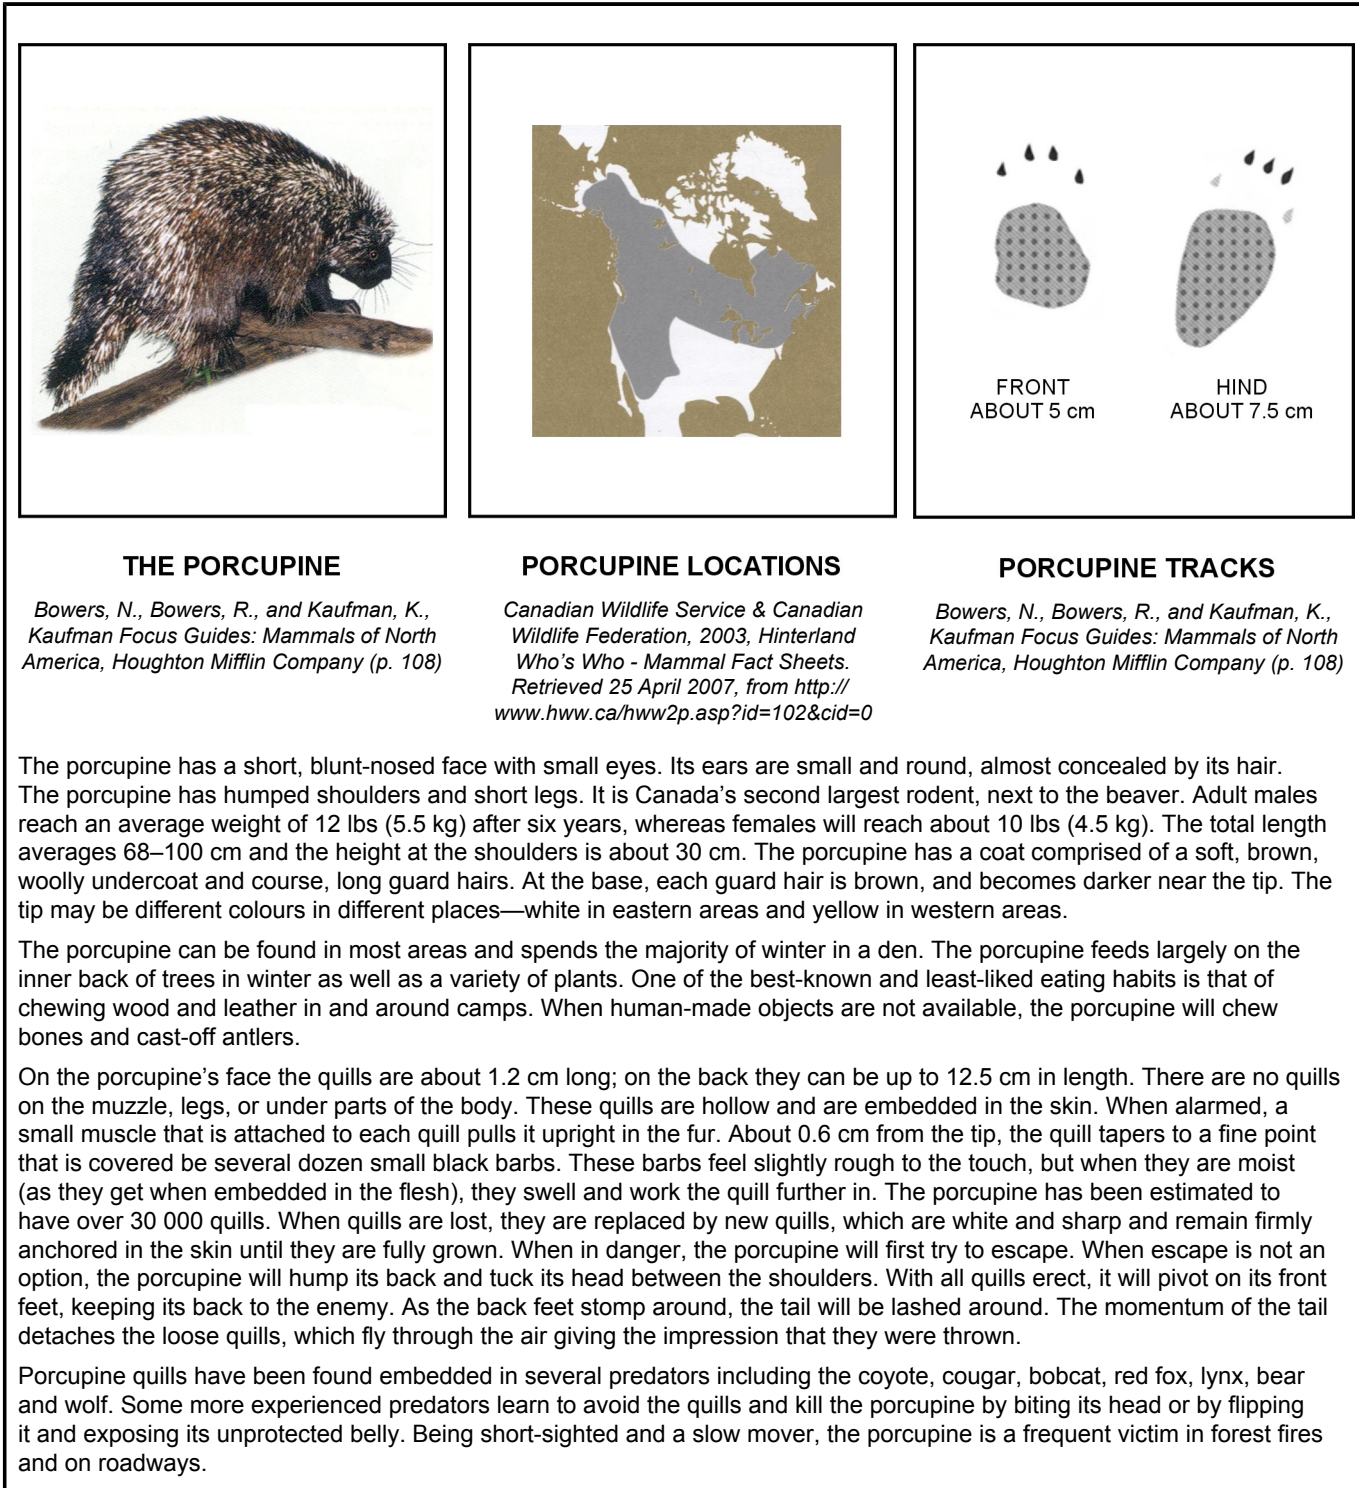 FRONT
ABOUT 5 cm
HIND
ABOUT 7.5 cm
THE PORCUPINE
Bowers, N., Bowers, R., and Kaufman, K.,
Kaufman Focus Guides: Mammals of North
America, Houghton Mifflin Company (p. 108)
PORCUPINE LOCATIONS
Canadian Wildlife Service & Canadian
Wildlife Federation, 2003, Hinterland
Who's Who - Mammal Fact Sheets.
Retrieved 25 April 2007, from http://
www.hww.ca/hww2p.asp?id=102&cid=0
PORCUPINE TRACKS
Bowers, N., Bowers, R., and Kaufman, K.,
Kaufman Focus Guides: Mammals of North
America, Houghton Mifflin Company (p. 108)
The porcupine has a short, blunt-nosed face with small eyes. Its ears are small and round, almost concealed by its hair.
The porcupine has humped shoulders and short legs. It is Canada's second largest rodent, next to the beaver. Adult males
reach an average weight of 12 lbs (5.5 kg) after six years, whereas females will reach about 10 lbs (4.5 kg). The total length
averages 68–100 cm and the height at the shoulders is about 30 cm. The porcupine has a coat comprised of a soft, brown,
woolly undercoat and course, long guard hairs. At the base, each guard hair is brown, and becomes darker near the tip. The
tip may be different colours in different places—white in eastern areas and yellow in western areas.
The porcupine can be found in most areas and spends the majority of winter in a den. The porcupine feeds largely on the
inner back of trees in winter as well as a variety of plants. One of the best-known and least-liked eating habits is that of
chewing wood and leather in and around camps. When human-made objects are not available, the porcupine will chew
bones and cast-off antlers.
On the porcupine's face the quills are about 1.2 cm long; on the back they can be up to 12.5 cm in length. There are no quills
on the muzzle, legs, or under parts of the body. These quills are hollow and are embedded in the skin. When alarmed, a
small muscle that is attached to each quill pulls it upright in the fur. About 0.6 cm from the tip, the quill tapers to a fine point
that is covered be several dozen small black barbs. These barbs feel slightly rough to the touch, but when they are moist
(as they get when embedded in the flesh), they swell and work the quill further in. The porcupine has been estimated to
have over 30 000 quills. When quills are lost, they are replaced by new quills, which are white and sharp and remain firmly
anchored in the skin until they are fully grown. When in danger, the porcupine will first try to escape. When escape is not an
option, the porcupine will hump its back and tuck its head between the shoulders. With all quills erect, it will pivot on its front
feet, keeping its back to the enemy. As the back feet stomp around, the tail will be lashed around. The momentum of the tail
detaches the loose quills, which fly through the air giving the impression that they were thrown.
Porcupine quills have been found embedded in several predators including the coyote, cougar, bobcat, red fox, lynx, bear
and wolf. Some more experienced predators learn to avoid the quills and kill the porcupine by biting its head or by flipping
it and exposing its unprotected belly. Being short-sighted and a slow mover, the porcupine is a frequent victim in forest fires
and on roadways.